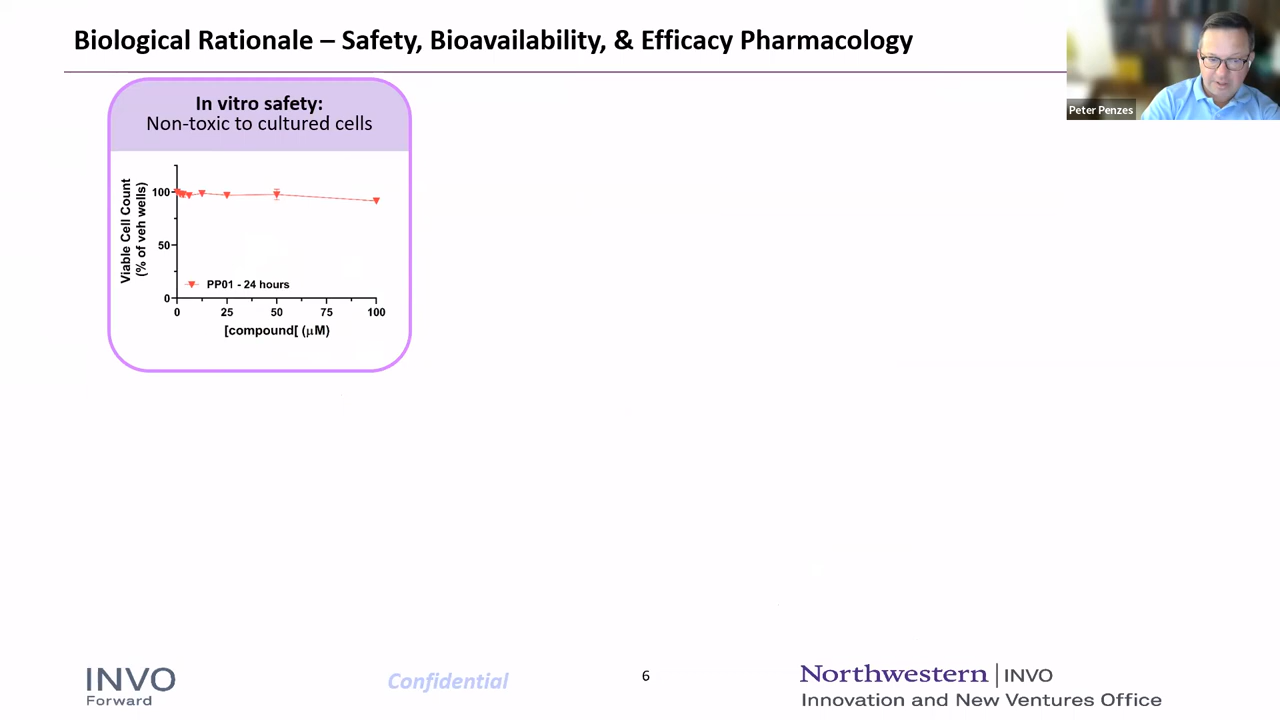 Biological Rationale – Safety, Bioavailability, & Efficacy Pharmacology
Peter Penzes
In vitro safety:
Non-toxic to cultured cells
Viable Cell Count
(% of veh wells)
100
50
0
PP01 - 24 hours
0 25 50 75 100
[compound[ (μM)
INVO
Forward
Confidential
6
Northwestern | INVO
Innovation and New Ventures Office